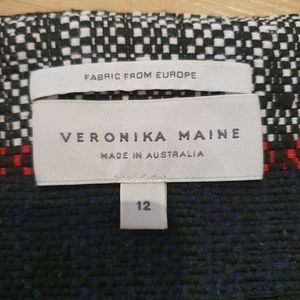 FABRIC FROM EUROPE
VERONIKA MAINE
MADE IN AUSTRALIA
12